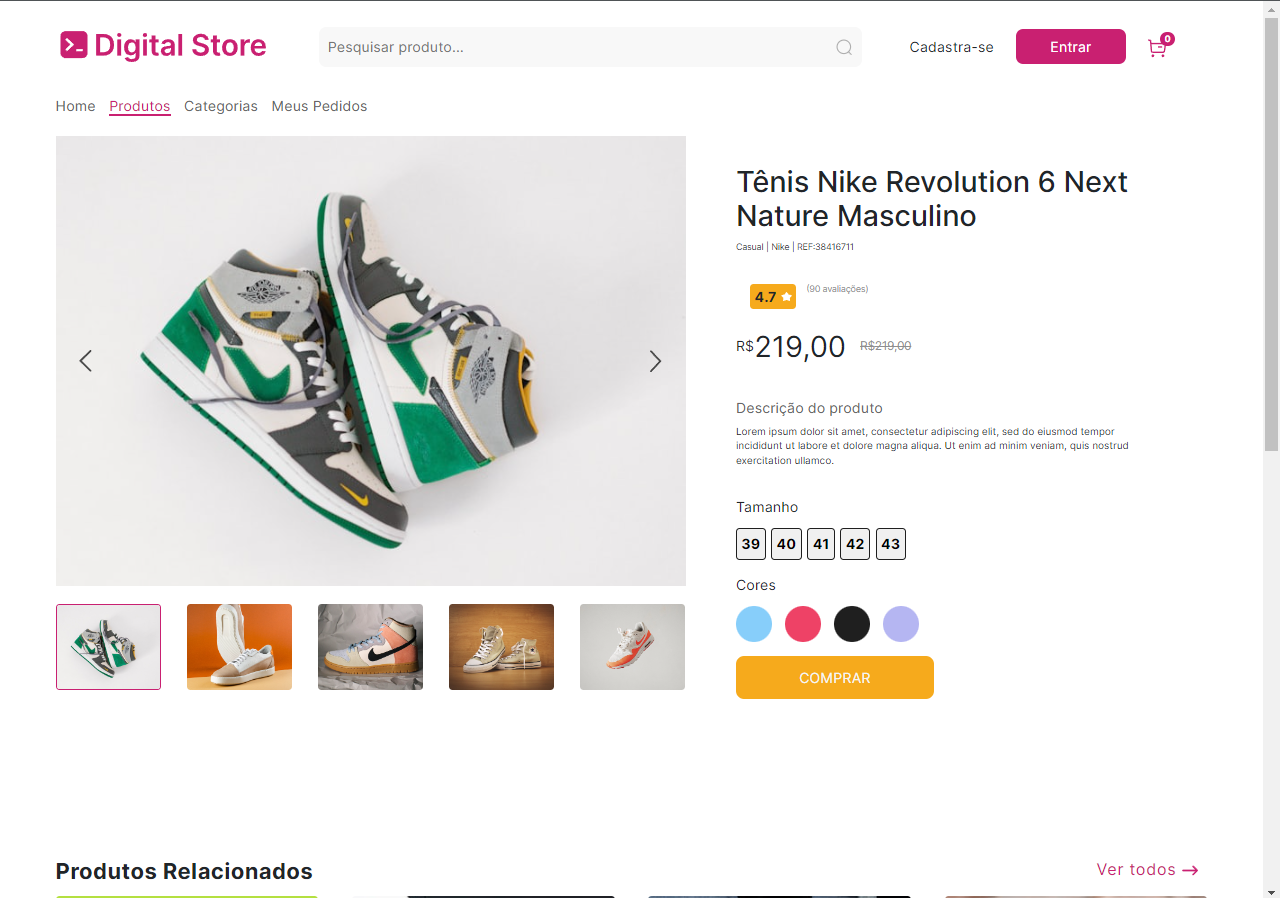 Digital Store
Pesquisar produto...
Cadastra-se
Entrar
0
Home
Produtos
Categorias
Meus Pedidos
Tênis Nike Revolution 6 Next
Nature Masculino
Casual | Nike | REF:38416711
4.7
(90 avaliações)
R$219,00
R$219,00
Descrição do produto
Lorem ipsum dolor sit amet, consectetur adipiscing elit, sed do eiusmod tempor
incididunt ut labore et dolore magna aliqua. Ut enim ad minim veniam, quis nostrud
exercitation ullamco.
Tamanho
39
40
41
42
43
Cores
COMPRAR
Produtos Relacionados
Ver todos